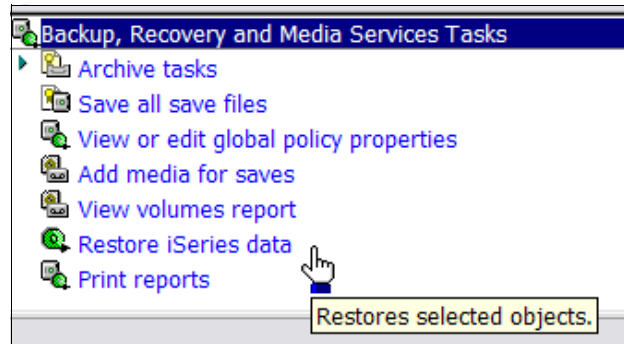 Backup, Recovery and Media Services Tasks
Archive tasks
Save all save files
View or edit global policy properties
Add media for saves
View volumes report
Restore iSeries data
Print reports
Restores selected objects.